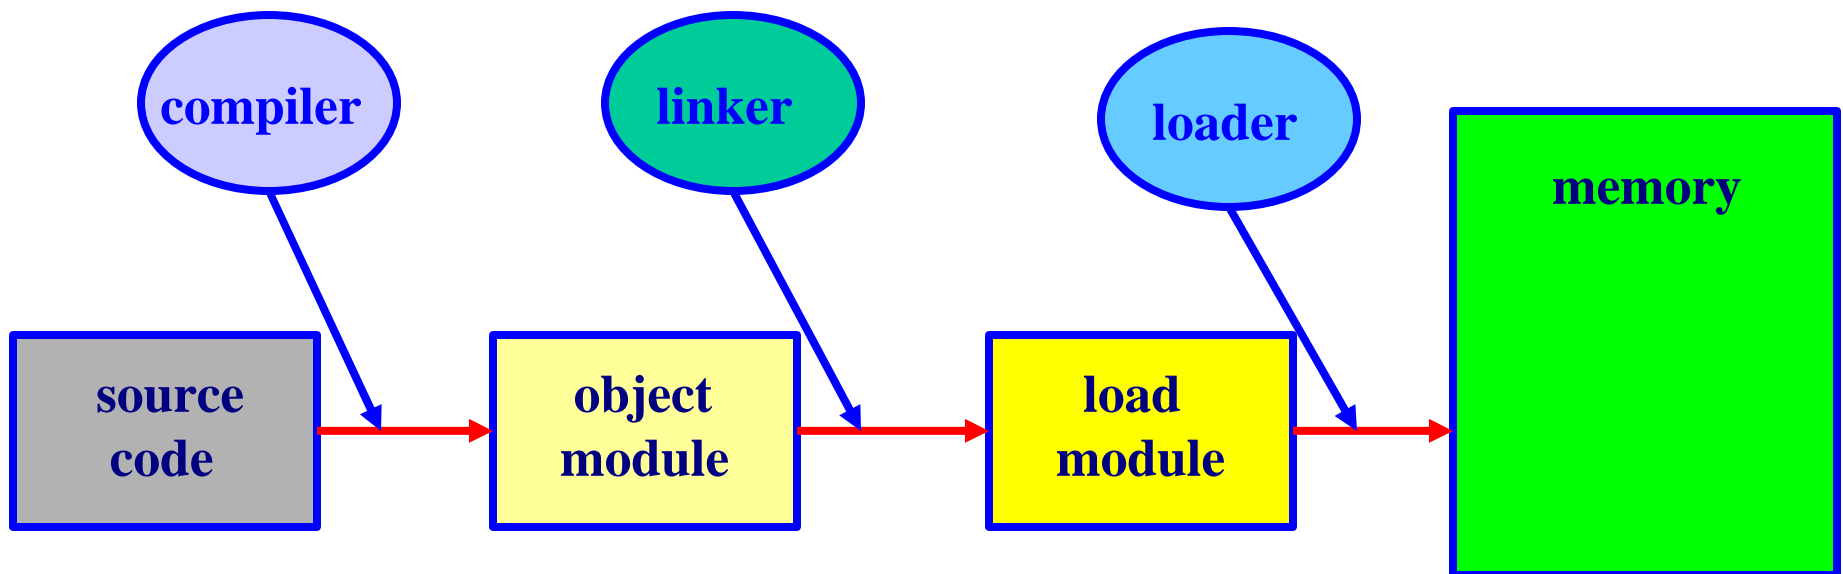 compiler
linker
loader
memory
source
code
object
module
load
module